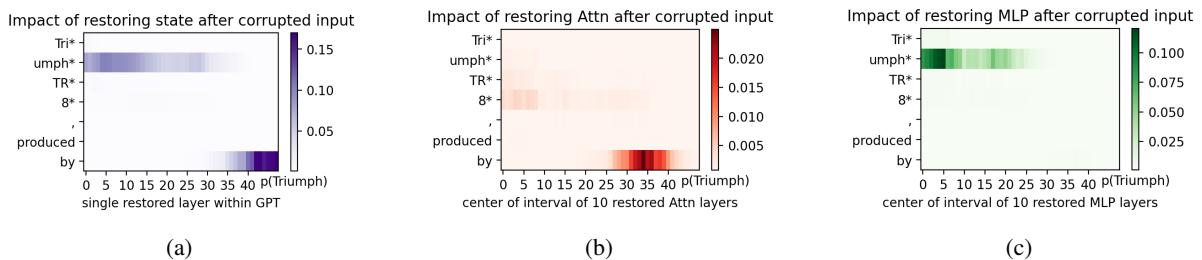 Impact of restoring state after corrupted input
Tri*
umph*
TR*
8*
,
produced
by
0 5 10 15 20 25 30 35 40
0.15
0.10
0.05
p(Triumph)
single restored layer within GPT
(a)
Impact of restoring Attn after corrupted input
Tri*
umph*
TR*
8*
,
produced
by
0 5 10 15 20 25 30 35 40
0.020
0.015
0.010
0.005
p(Triumph)
center of interval of 10 restored Attn layers
(b)
Impact of restoring MLP after corrupted input
Tri*
umph*
TR*
8*
,
produced
by
0 5 10 15 20 25 30 35 40
0.100
0.075
0.050
0.025
p(Triumph)
center of interval of 10 restored MLP layers
(c)